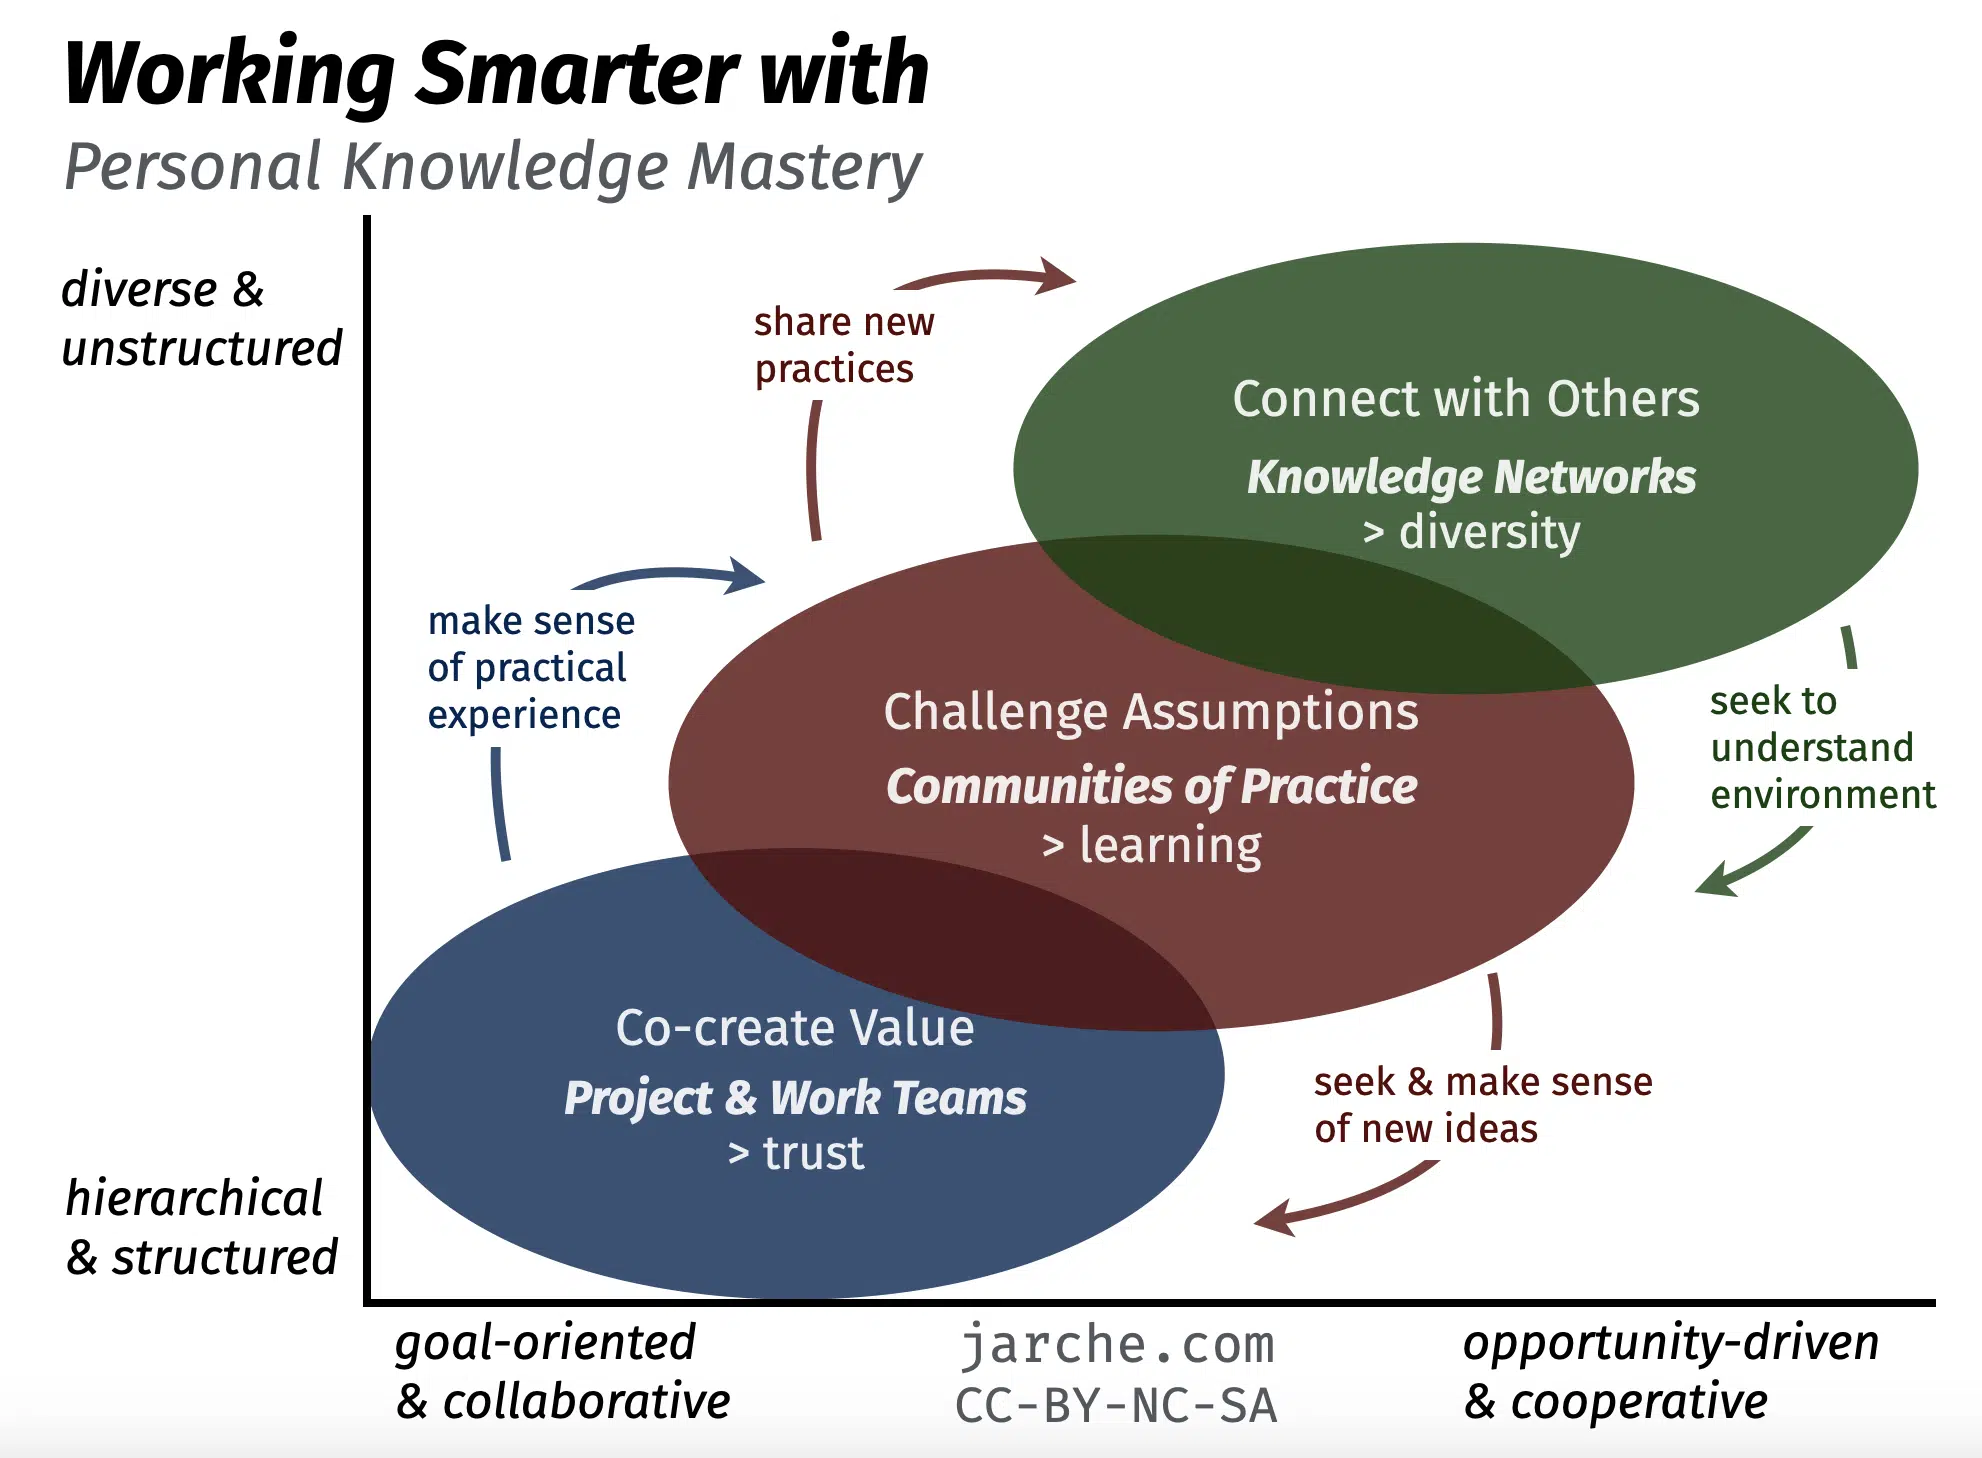 Working Smarter with
Personal Knowledge Mastery
diverse &
unstructured
share new
practices
Connect with Others
Knowledge Networks
> diversity
make sense
of practical
experience
Challenge Assumptions
Communities of Practice
> learning
seek to
understand
environment
Co-create Value
Project & Work Teams
> trust
seek & make sense
of new ideas
hierarchical
& structured
goal-oriented
& collaborative
jarche.com
CC-BY-NC-SA
opportunity-driven
& cooperative